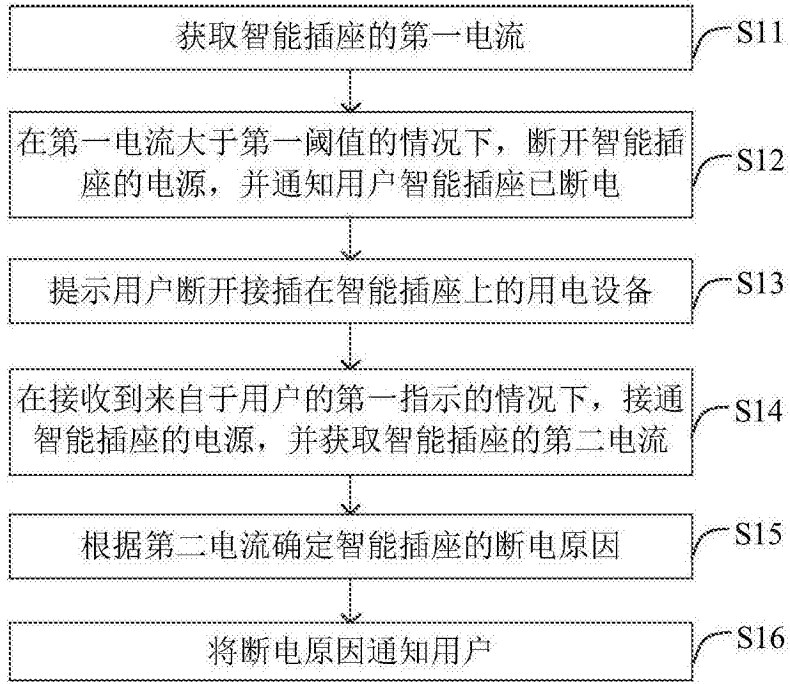 获取智能插座的第一电流
S11
在第一电流大于第一阈值的情况下，断开智能插
座的电源，并通知用户智能插座已断电
S12
提示用户断开接插在智能插座上的用电设备
S13
在接收到来自于用户的第一指示的情况下，接通
智能插座的电源，并获取智能插座的第二电流
S14
根据第二电流确定智能插座的断电原因
S15
将断电原因通知用户
S16